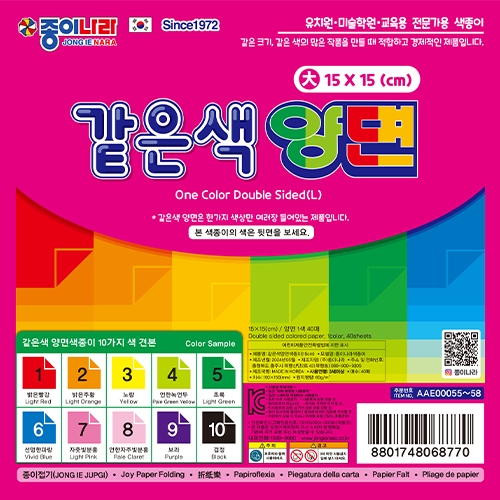 종이나라
JONG IE NARA
Since1972
유치원·미술학원·교육용 전문가용 색종이
같은 크기, 같은 색의 많은 작품을 만들 때 적합하고 경제적인 제품입니다.
大 15 X 15 (cm)
같은색 양면
One Color Double Sided(L)
* 같은색 양면은 한가지 색상만 여러장 들어있는 제품입니다.
본 색종이의 색은 뒷면을 보세요.
15×15(cm) / 양면 1색 40매
Double sided colored paper, 1color, 40sheets
같은색 양면색종이 10가지 색 견본
Color Sample
1 2 3 4 5
밝은빨강 밝은주황 노랑 연한녹연두 초록
Light Red Light Orange Yellow Pale Green Yellow Light Green
6 7 8 9 10
선명한파랑 자줏빛분홍 연한자줏빛분홍 보라 검정
Vivid Blue Light Pink Pale Claret Purple Black
종이나라
주문번호
ITEM NO.
AAE00055~58
8801748068770
종이접기(JONG IE JUPGI) • Joy Paper Folding • 折紙樂 • Papiroflexia • Piegatura della carta • Papier Falt • Pliage de papier